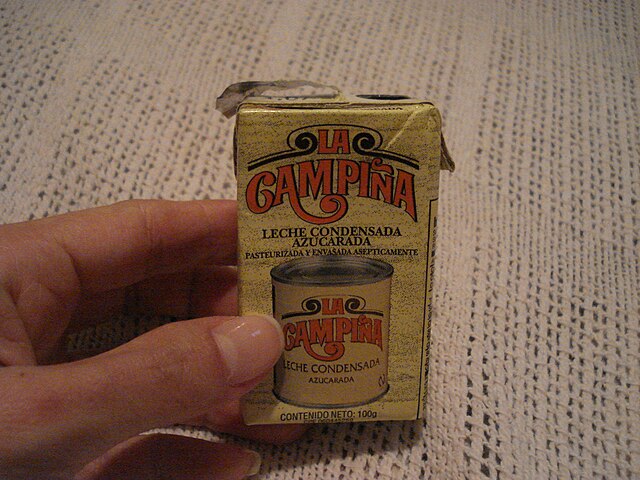 LA
CAMPIÑA
LECHE CONDENSADA
AZUCARADA
PASTEURIZADA Y ENVASADA ASEPTICAMENTE
LA
CAMPIÑA
LECHE CONDENSADA
AZUCARADA
CONTENIDO NETO: 100g